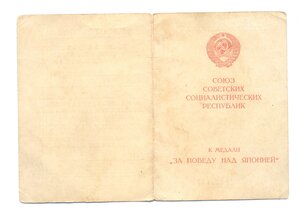 СОЮЗ
СОВЕТСКИХ
СОЦИАЛИСТИЧЕСКИХ
РЕСПУБЛИК
К МЕДАЛИ
„ЗА ПОБЕДУ НАД ЯПОНИЕЙ“